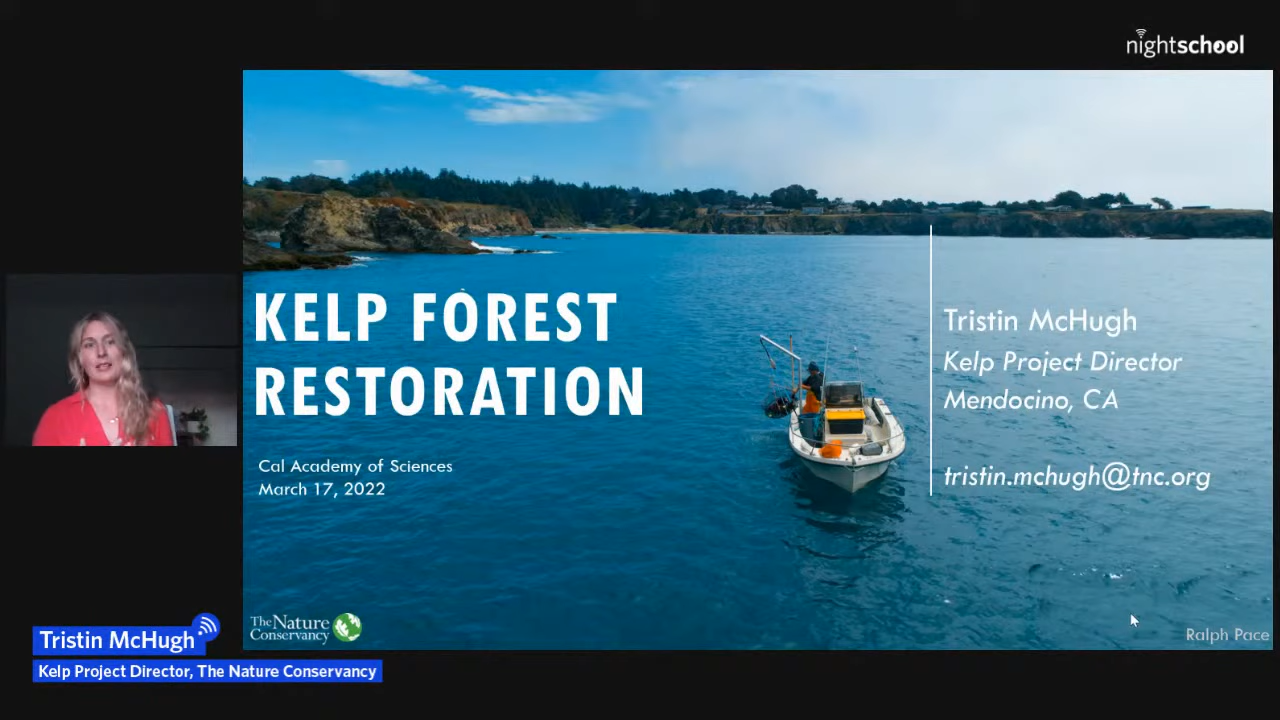 nightschool
KELP FOREST
RESTORATION
Cal Academy of Sciences
March 17, 2022
Tristin McHugh
Kelp Project Director
Mendocino, CA
tristin.mchugh@tnc.org
The Nature
Conservancy
Ralph Pace
Tristin McHugh
Kelp Project Director, The Nature Conservancy